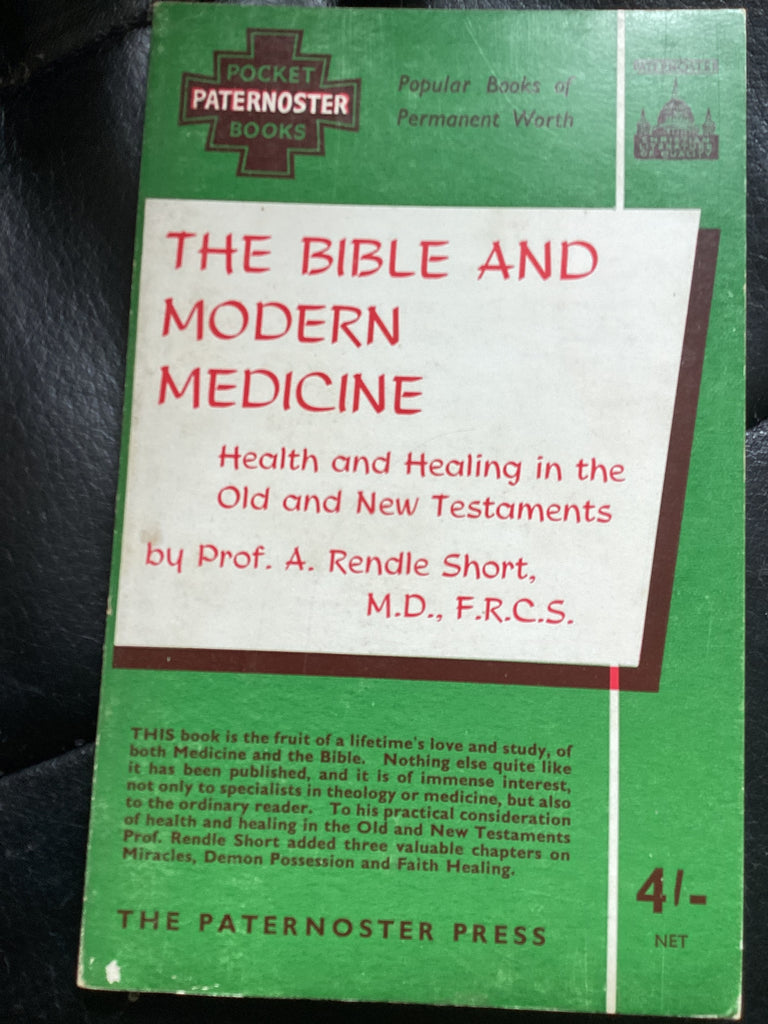 POCKET
PATERNOSTER
BOOKS
Popular Books of
Permanent Worth
PATERNOSTER
THE BIBLE AND
MODERN
MEDICINE
Health and Healing in the
Old and New Testaments
by Prof. A. Rendle Short,
M.D., F.R.C.S.
THIS book is the fruit of a lifetime's love and study, of
both Medicine and the Bible. Nothing else quite like
it has been published, and it is of immense interest,
not only to specialists in theology or medicine, but also
to the ordinary reader. To his practical consideration
of health and healing in the Old and New Testaments
Prof. Rendle Short added three valuable chapters on
Miracles, Demon Possession and Faith Healing.
THE PATERNOSTER PRESS
4/-
NET